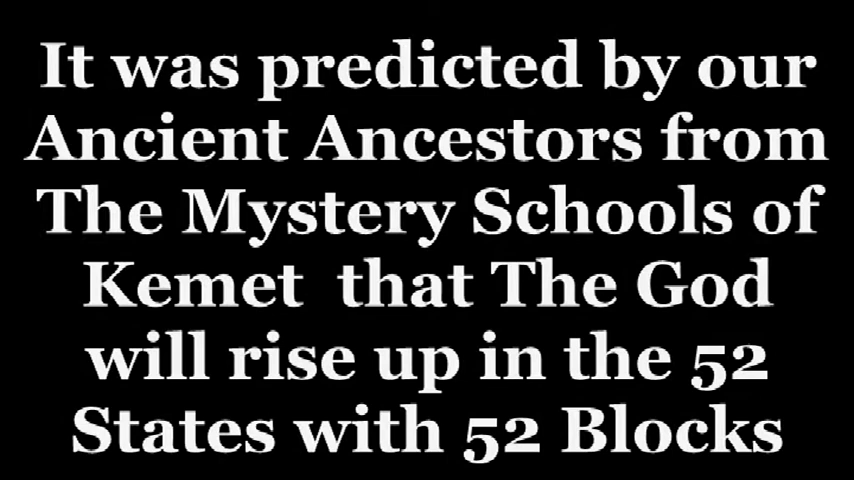 It was predicted by our
Ancient Ancestors from
The Mystery Schools of
Kemet that The God
will rise up in the 52
States with 52 Blocks